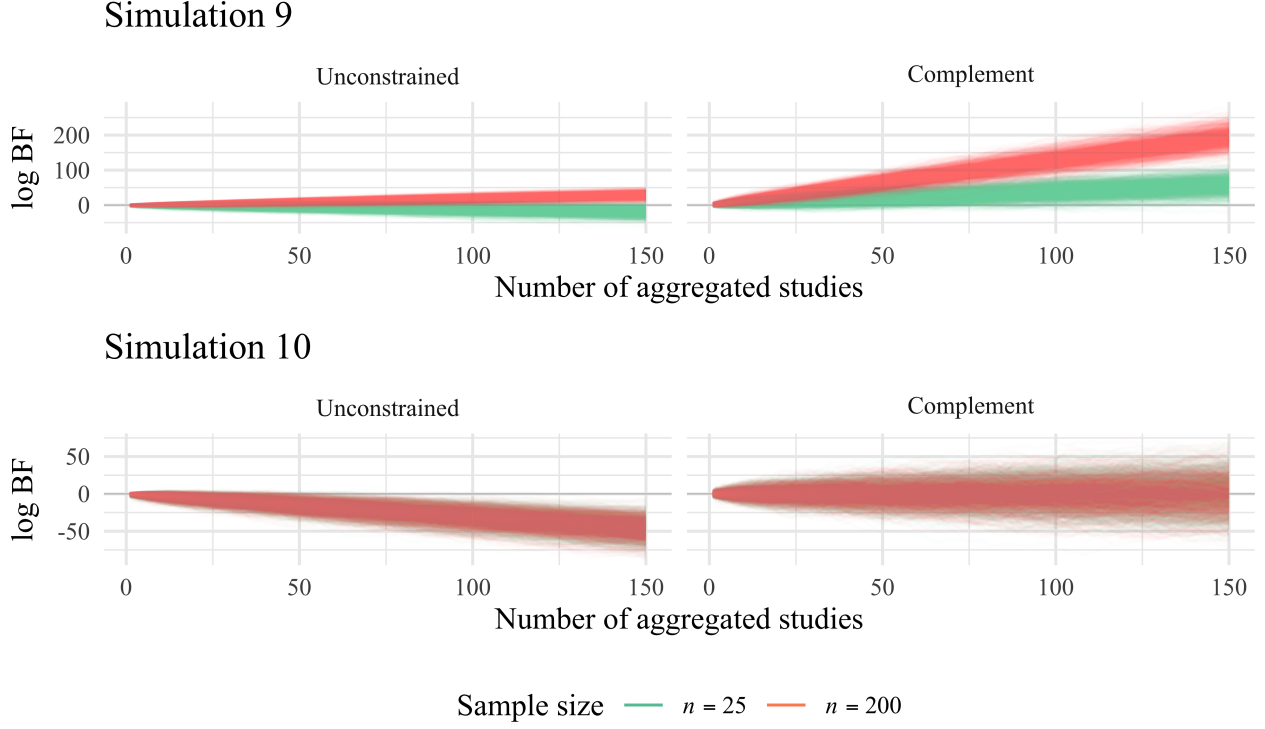 Simulation 9
Unconstrained
Complement
log BF
200
100
0
0
50
100
150
0
50
100
150
Number of aggregated studies
Simulation 10
Unconstrained
Complement
log BF
50
0
-50
0
50
100
150
0
50
100
150
Number of aggregated studies
Sample size n = 25 n = 200